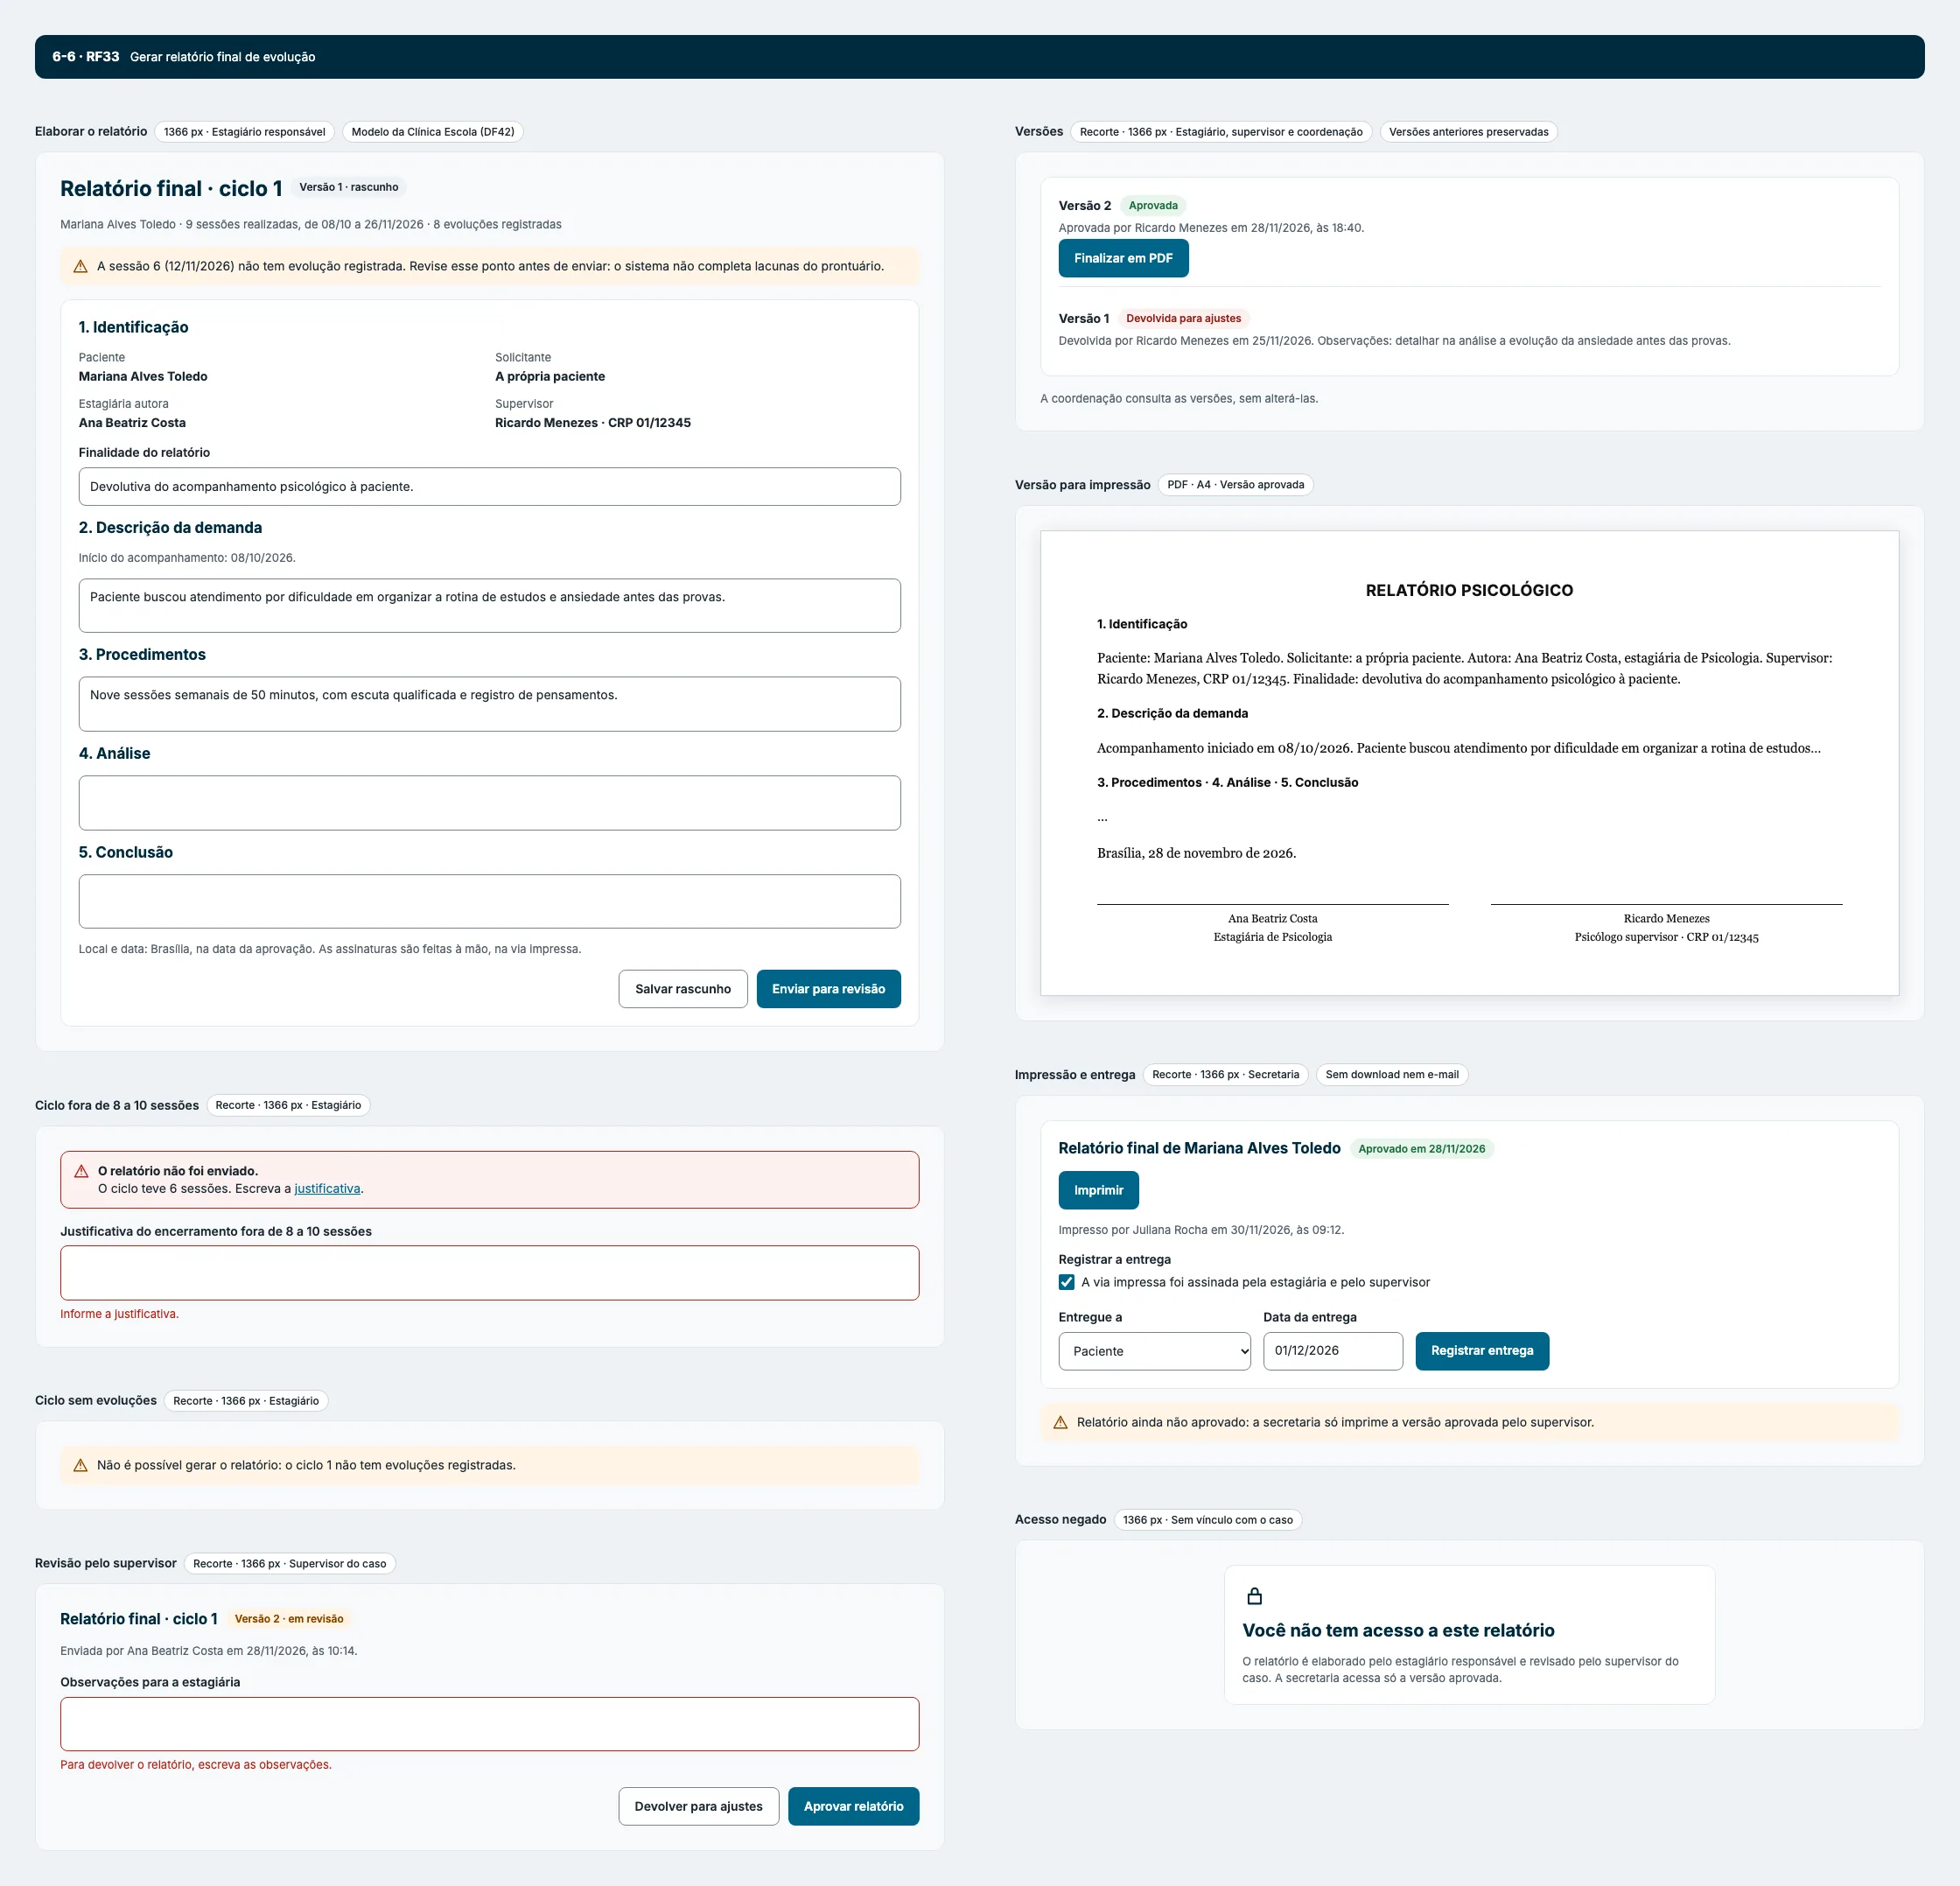 6-6 · RF33 Gerar relatório final de evolução
Elaborar o relatório 1366 px · Estagiário responsável Modelo da Clínica Escola (DF42)
Relatório final · ciclo 1 Versão 1 · rascunho
Mariana Alves Toledo · 9 sessões realizadas, de 08/10 a 26/11/2026 · 8 evoluções registradas
A sessão 6 (12/11/2026) não tem evolução registrada. Revise esse ponto antes de enviar: o sistema não completa lacunas do prontuário.
1. Identificação
Paciente Solicitante
Mariana Alves Toledo A própria paciente
Estagiária autora Supervisor
Ana Beatriz Costa Ricardo Menezes · CRP 01/12345
Finalidade do relatório
Devolutiva do acompanhamento psicológico à paciente.
2. Descrição da demanda
Início do acompanhamento: 08/10/2026.
Paciente buscou atendimento por dificuldade em organizar a rotina de estudos e ansiedade antes das provas.
3. Procedimentos
Nove sessões semanais de 50 minutos, com escuta qualificada e registro de pensamentos.
4. Análise
5. Conclusão
Local e data: Brasília, na data da aprovação. As assinaturas são feitas à mão, na via impressa.
Salvar rascunho Enviar para revisão
Ciclo fora de 8 a 10 sessões Recorte · 1366 px · Estagiário
O relatório não foi enviado.
O ciclo teve 6 sessões. Escreva a justificativa.
Justificativa do encerramento fora de 8 a 10 sessões
Informe a justificativa.
Ciclo sem evoluções Recorte · 1366 px · Estagiário
Não é possível gerar o relatório: o ciclo 1 não tem evoluções registradas.
Revisão pelo supervisor Recorte · 1366 px · Supervisor do caso
Relatório final · ciclo 1 Versão 2 · em revisão
Enviada por Ana Beatriz Costa em 28/11/2026, às 10:14.
Observações para a estagiária
Para devolver o relatório, escreva as observações.
Devolver para ajustes Aprovar relatório
Versões Recorte · 1366 px · Estagiário, supervisor e coordenação Versões anteriores preservadas
Versão 2 Aprovada
Aprovada por Ricardo Menezes em 28/11/2026, às 18:40.
Finalizar em PDF
Versão 1 Devolvida para ajustes
Devolvida por Ricardo Menezes em 25/11/2026. Observações: detalhar na análise a evolução da ansiedade antes das provas.
A coordenação consulta as versões, sem alterá-las.
Versão para impressão PDF · A4 · Versão aprovada
RELATÓRIO PSICOLÓGICO
1. Identificação
Paciente: Mariana Alves Toledo. Solicitante: a própria paciente. Autora: Ana Beatriz Costa, estagiária de Psicologia. Supervisor:
Ricardo Menezes, CRP 01/12345. Finalidade: devolutiva do acompanhamento psicológico à paciente.
2. Descrição da demanda
Acompanhamento iniciado em 08/10/2026. Paciente buscou atendimento por dificuldade em organizar a rotina de estudos...
3. Procedimentos · 4. Análise · 5. Conclusão
...
Brasília, 28 de novembro de 2026.
Ana Beatriz Costa Ricardo Menezes
Estagiária de Psicologia Psicólogo supervisor · CRP 01/12345
Impressão e entrega Recorte · 1366 px · Secretaria Sem download nem e-mail
Relatório final de Mariana Alves Toledo Aprovado em 28/11/2026
Imprimir
Impresso por Juliana Rocha em 30/11/2026, às 09:12.
Registrar a entrega
A via impressa foi assinada pela estagiária e pelo supervisor
Entregue a Data da entrega
Paciente 01/12/2026 Registrar entrega
Relatório ainda não aprovado: a secretaria só imprime a versão aprovada pelo supervisor.
Acesso negado 1366 px · Sem vínculo com o caso
Você não tem acesso a este relatório
O relatório é elaborado pelo estagiário responsável e revisado pelo supervisor do
caso. A secretaria acessa só a versão aprovada.